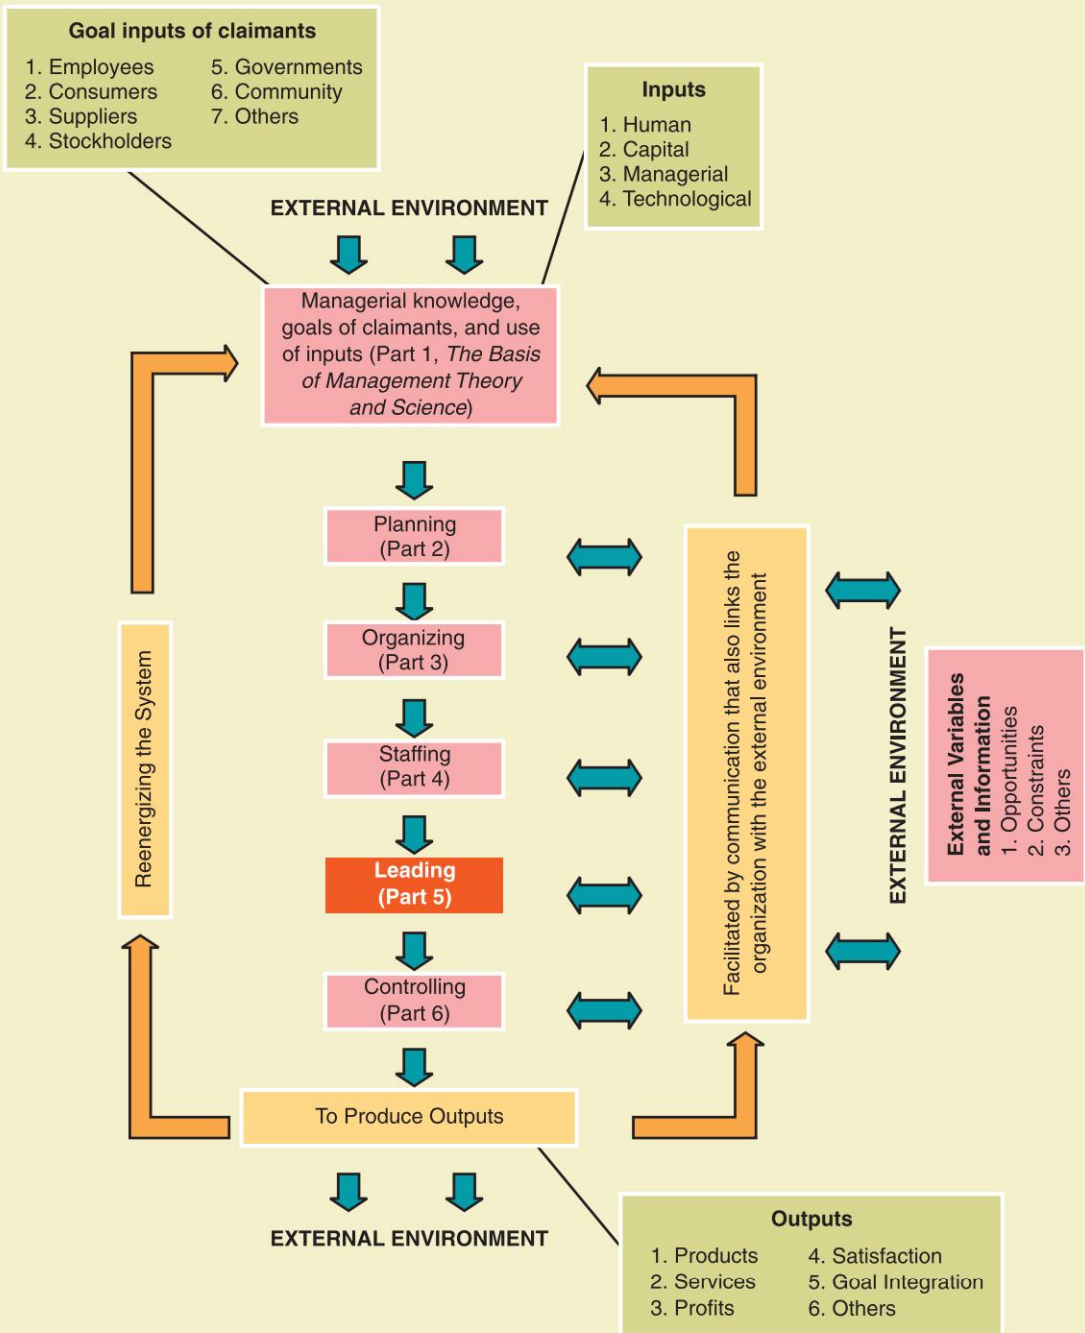 Goal inputs of claimants
1. Employees
2. Consumers
3. Suppliers
4. Stockholders
5. Governments
6. Community
7. Others
Inputs
1. Human
2. Capital
3. Managerial
4. Technological
EXTERNAL ENVIRONMENT
Managerial knowledge,
goals of claimants, and use
of inputs (Part 1, The Basis
of Management Theory
and Science)
Planning
(Part 2)
Organizing
(Part 3)
Staffing
(Part 4)
Leading
(Part 5)
Controlling
(Part 6)
To Produce Outputs
Reenergizing the System
Facilitated by communication that also links the
organization with the external environment
EXTERNAL ENVIRONMENT
External Variables
and Information
1. Opportunities
2. Constraints
3. Others
EXTERNAL ENVIRONMENT
Outputs
1. Products
2. Services
3. Profits
4. Satisfaction
5. Goal Integration
6. Others